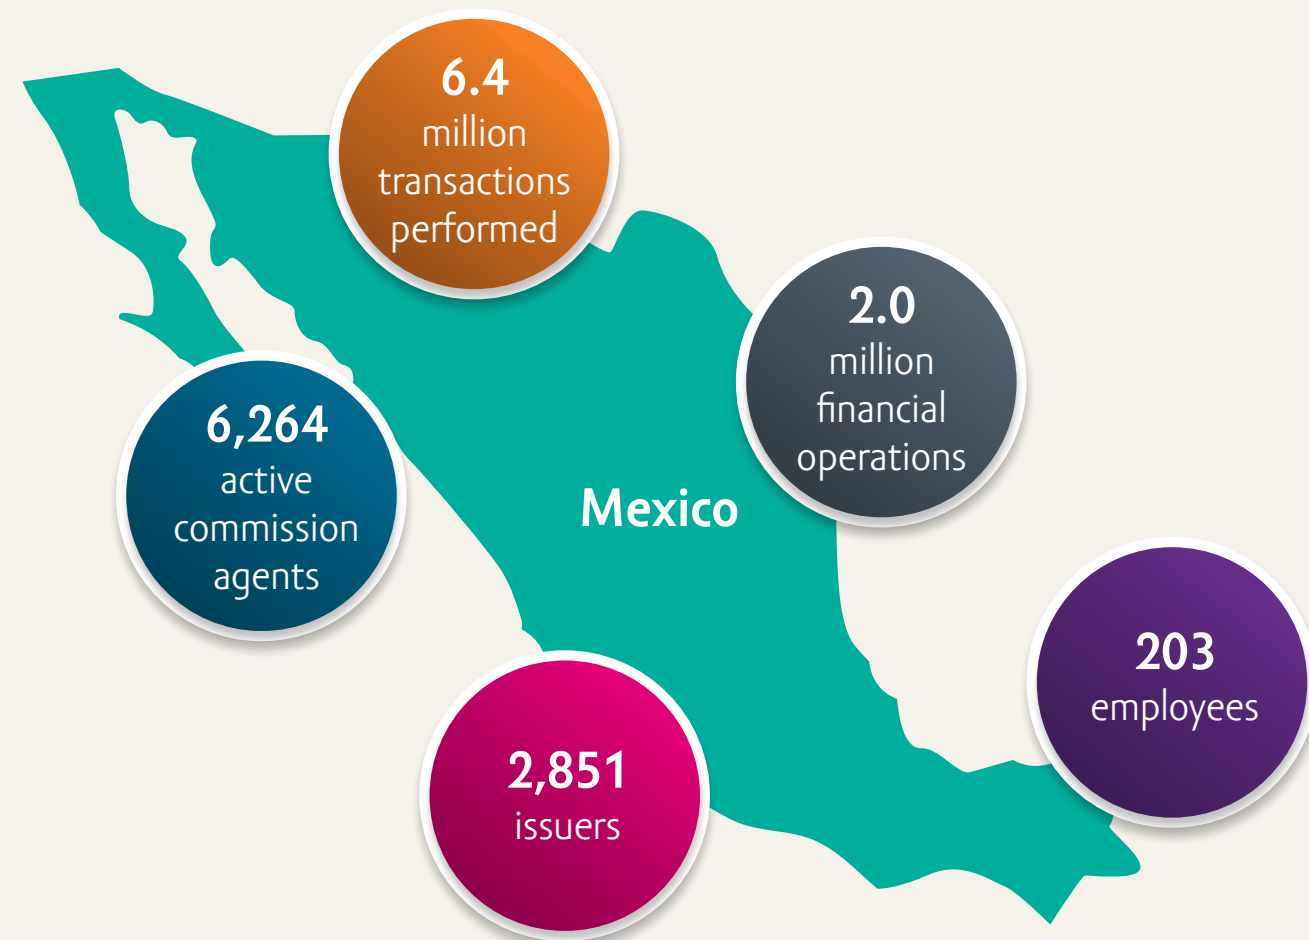 6.4
million
transactions
performed
2.0
million
financial
operations
6,264
active
commission
agents
Mexico
203
employees
2,851
issuers